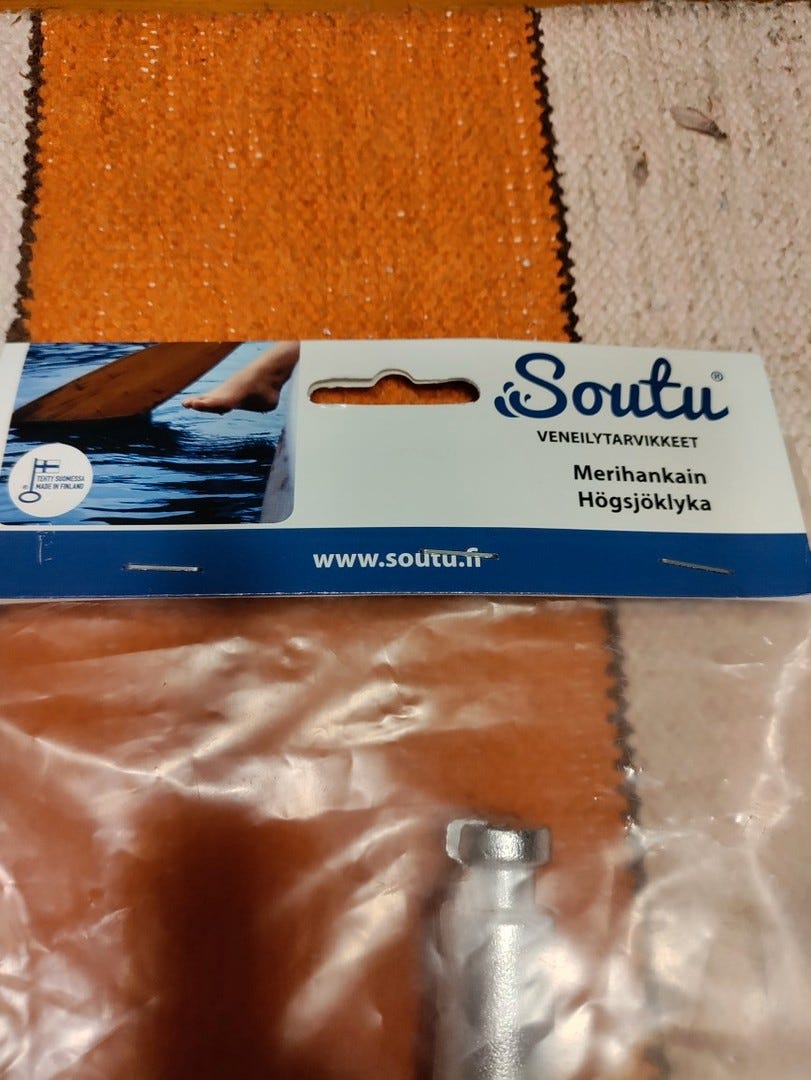 Soutu®
VENEILYTARVIKKEET
Merihankain
Högsjöklyka
TEHTY SUOMESSA
MADE IN FINLAND
www.soutu.fi